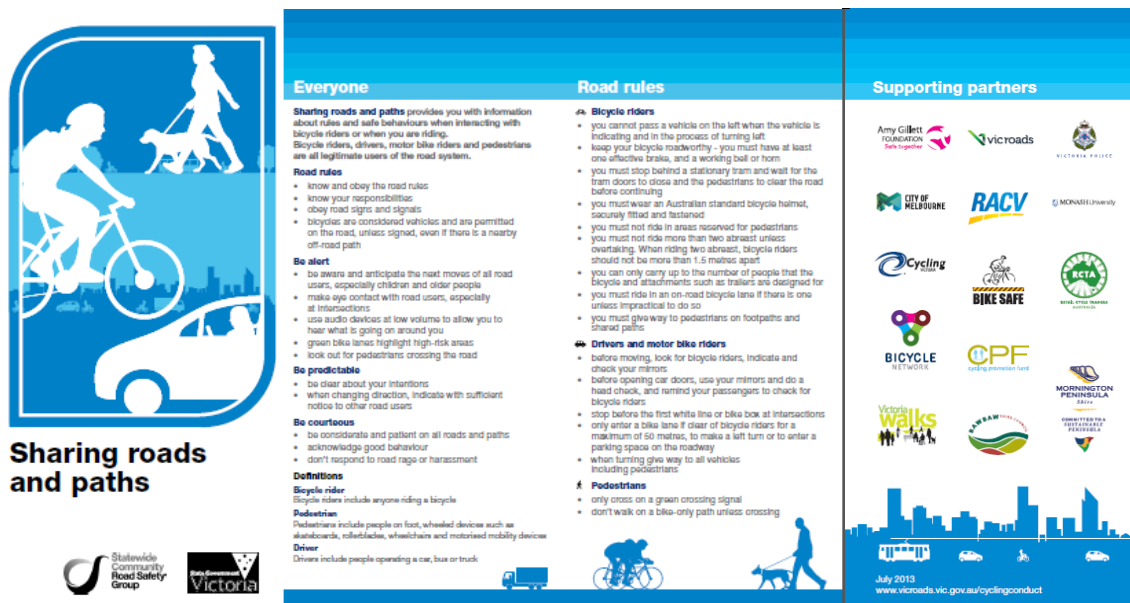 Sharing roads
and paths
Statewide
Community
Road Safety
Group
State Government
Victoria
Everyone
Sharing roads and paths provides you with information
about rules and safe behaviours when interacting with
bicycle riders or when you are riding.
Bicycle riders, drivers, motor bike riders and pedestrians
are all legitimate users of the road system.
Road rules
• know and obey the road rules
• know your responsibilities
• obey road signs and signals
• bicycles are considered vehicles and are permitted
on the road, unless signed, even if there is a nearby
off-road path
Be alert
• be aware and anticipate the next moves of all road
users, especially children and older people
• make eye contact with road users, especially
at intersections
• use audio devices at low volume to allow you to
hear what is going on around you
• green bike lanes highlight high-risk areas
• look out for pedestrians crossing the road
Be predictable
• be clear about your intentions
• when changing direction, indicate with sufficient
notice to other road users
Be courteous
• be considerate and patient on all roads and paths
• acknowledge good behaviour
• don't respond to road rage or harassment
Definitions
Bicycle rider
Bicycle riders include anyone riding a bicycle
Pedestrian
Pedestrians include people on foot, wheeled devices such as
skateboards, rollerblades, wheelchairs and motorised mobility devices
Driver
Drivers include people operating a car, bus or truck
Road rules
Bicycle riders
• you cannot pass a vehicle on the left when the vehicle is
indicating and in the process of turning left
• keep your bicycle roadworthy - you must have at least
one effective brake, and a working bell or horn
• you must stop behind a stationary tram and wait for the
tram doors to close and the pedestrians to clear the road
before continuing
• you must wear an Australian standard bicycle helmet,
securely fitted and fastened
• you must not ride in areas reserved for pedestrians
• you must not ride more than two abreast unless
overtaking. When riding two abreast, bicycle riders
should not be more than 1.5 metres apart
• you can only carry up to the number of people that the
bicycle and attachments such as trailers are designed for
• you must ride in an on-road bicycle lane if there is one
unless impractical to do so
• you must give way to pedestrians on footpaths and
shared paths
Drivers and motor bike riders
• before moving, look for bicycle riders, indicate and
check your mirrors
• before opening car doors, use your mirrors and do a
head check, and remind your passengers to check for
bicycle riders
• stop before the first white line or bike box at intersections
• only enter a bike lane if clear of bicycle riders for a
maximum of 50 metres, to make a left turn or to enter a
parking space on the roadway
• when turning give way to all vehicles
including pedestrians
Pedestrians
• only cross on a green crossing signal
• don't walk on a bike-only path unless crossing
Supporting partners
Amy Gillett
FOUNDATION
Safe together
vicroads
VICTORIA POLICE
CITY OF
MELBOURNE
RACV
MONASH University
Cycling
VICTORIA
BIKE SAFE
RCTA
BICYCLE
NETWORK
CPF
cycling promotion fund
MORNINGTON
PENINSULA
Shire
COMMITTED TO A
SUSTAINABLE
PENINSULA
Victoria
walks
BAW BAW SHIRE COUNCIL
July 2013
www.vicroads.vic.gov.au/cyclingconduct